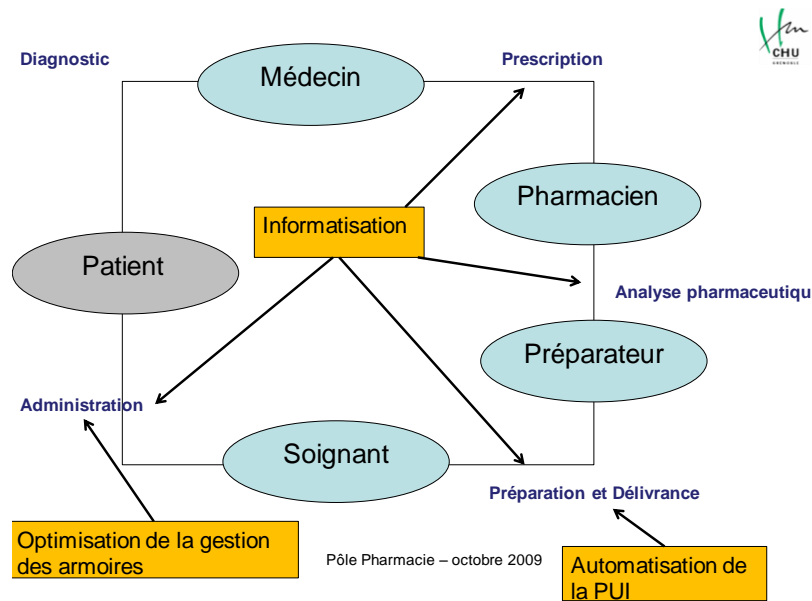 Diagnostic
Médecin
Prescription
CHU
GRENOBLE
Pharmacien
Informatisation
Patient
Analyse pharmaceutiqu
Préparateur
Administration
Soignant
Préparation et Délivrance
Optimisation de la gestion
des armoires
Pôle Pharmacie – octobre 2009
Automatisation de
la PUI